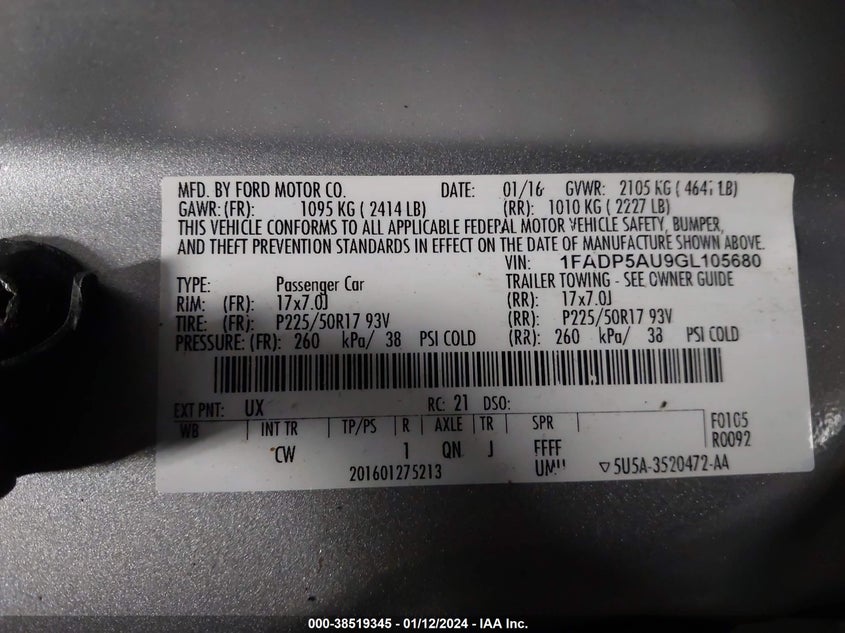 MFD. BY FORD MOTOR CO. DATE: 01/16 GVWR: 2105 KG ( 4641 LB)
GAWR: (FR): 1095 KG ( 2414 LB) (RR): 1010 KG ( 2227 LB)
THIS VEHICLE CONFORMS TO ALL APPLICABLE FEDERAL MOTOR VEHICLE SAFETY, BUMPER,
AND THEFT PREVENTION STANDARDS IN EFFECT ON THE DATE OF MANUFACTURE SHOWN ABOVE.
VIN: 1FADP5AU9GL105680
TYPE: Passenger Car TRAILER TOWING - SEE OWNER GUIDE
RIM: (FR): 17x7.0J (RR): 17x7.0J
TIRE: (FR): P225/50R17 93V (RR): P225/50R17 93V
PRESSURE: (FR): 260 kPa/ 38 PSI COLD (RR): 260 kPa/ 38 PSI COLD
EXT PNT: UX RC: 21 DSO:
WB INT TR TP/PS R AXLE TR SPR F0105
CW 1 QN J FFFF R0092
201601275213 ▽5U5A-3520472-AA
000-38519345 - 01/12/2024 - IAA Inc.